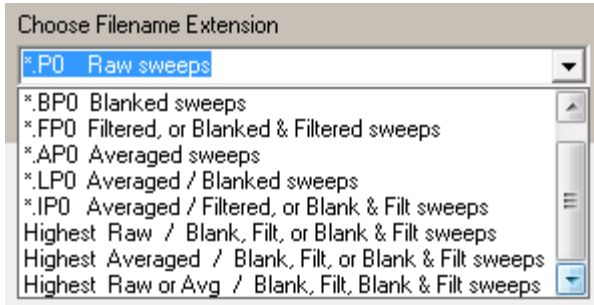 Choose Filename Extension
*.P0 Raw sweeps
*.BP0 Blanked sweeps
*.FP0 Filtered, or Blanked & Filtered sweeps
*.AP0 Averaged sweeps
*.LP0 Averaged / Blanked sweeps
*.IP0 Averaged / Filtered, or Blank & Filt sweeps
Highest Raw / Blank, Filt, or Blank & Filt sweeps
Highest Averaged / Blank, Filt, or Blank & Filt sweeps
Highest Raw or Avg / Blank, Filt, Blank & Filt sweeps